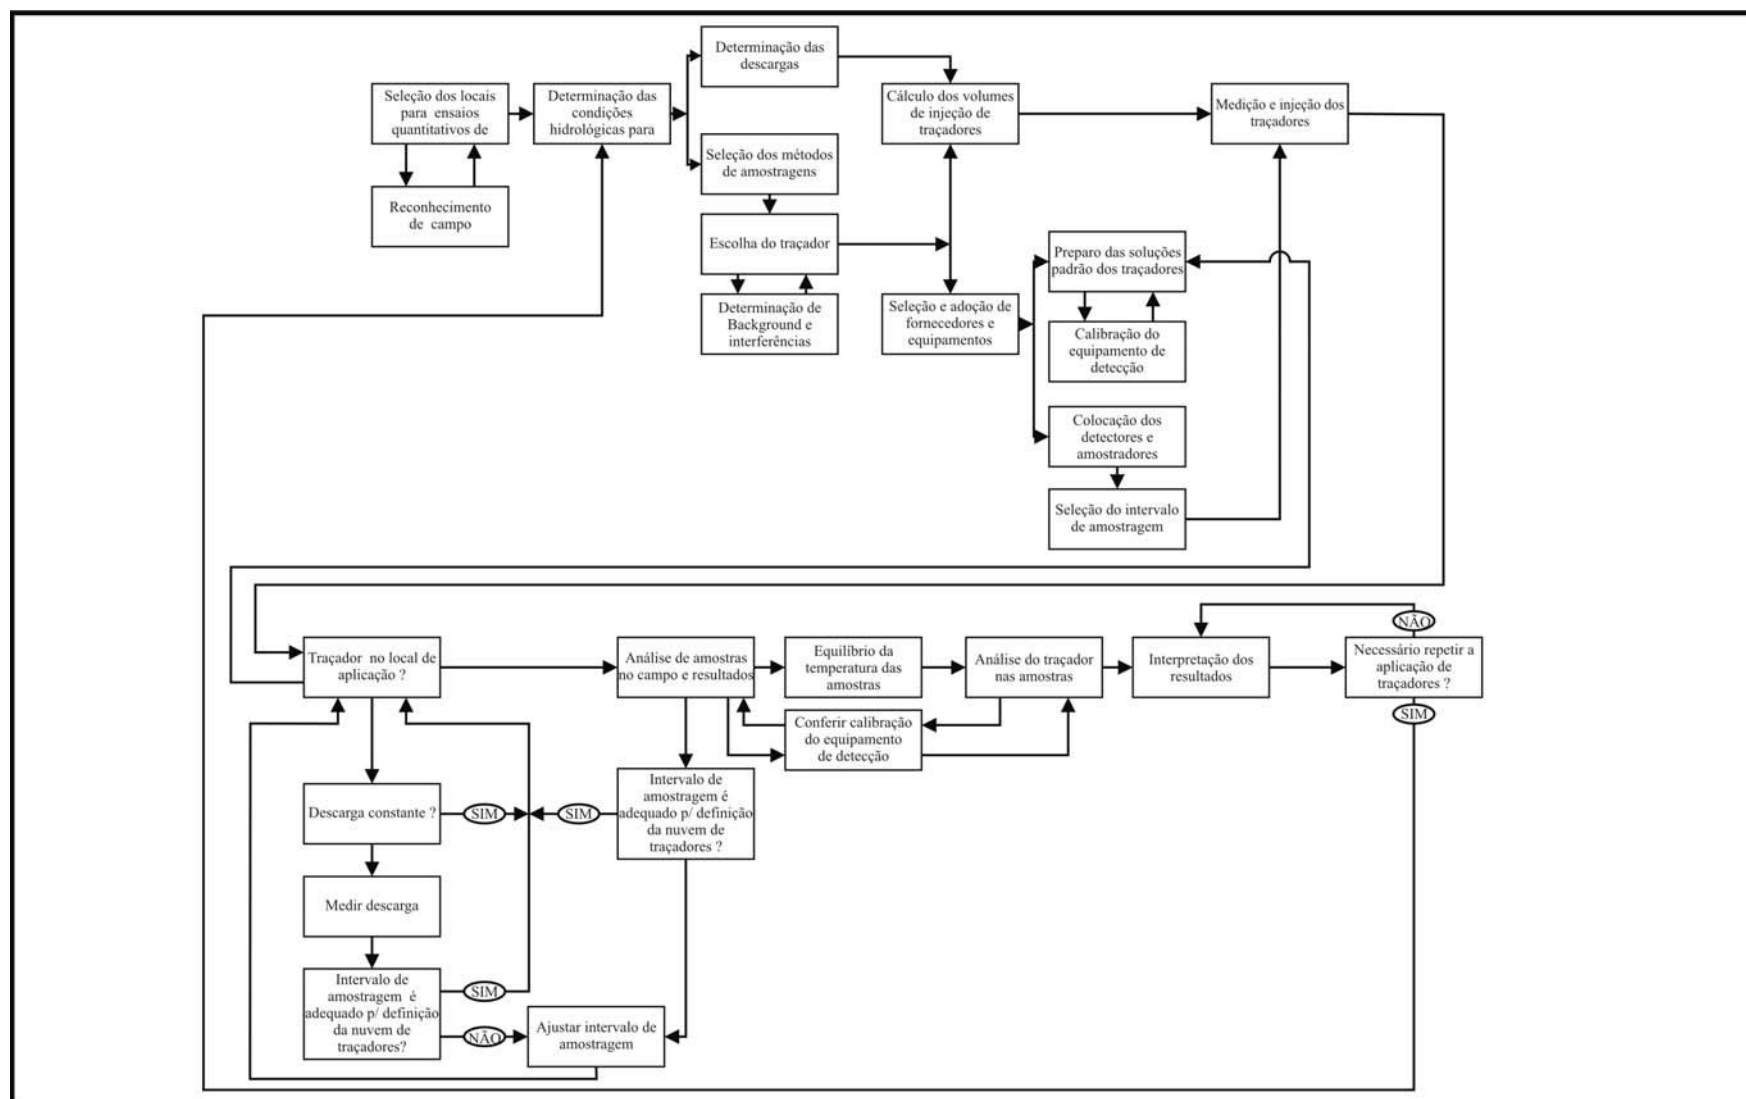 Determinação das
descargas
Seleção dos locais
para ensaios
quantitativos de
Determinação das
condições
hidrológicas para
Cálculo dos volumes
de injeção de
traçadores
Medição e injeção dos
traçadores
Seleção dos métodos
de amostragens
Reconhecimento
de campo
Escolha do traçador
Preparo das soluções
padrão dos traçadores
Determinação de
Background e
interferências
Seleção e adoção de
fornecedores e
equipamentos
Calibração do
equipamento de
detecção
Colocação dos
detectores e
amostradores
Seleção do intervalo
de amostragem
NÃO
Traçador no local de
aplicação ?
Análise de amostras
no campo e resultados
Equilíbrio da
temperatura das
amostras
Análise do traçador
nas amostras
Interpretação dos
resultados
Necessário repetir a
aplicação de
traçadores ?
SIM
Conferir calibração
do equipamento
de detecção
Descarga constante ?
SIM
SIM
Intervalo de
amostragem é
adequado p/ definição
da nuvem de
traçadores ?
Medir descarga
Intervalo de
amostragem é
adequado p/ definição
da nuvem de
traçadores?
SIM
NÃO
Ajustar intervalo de
amostragem